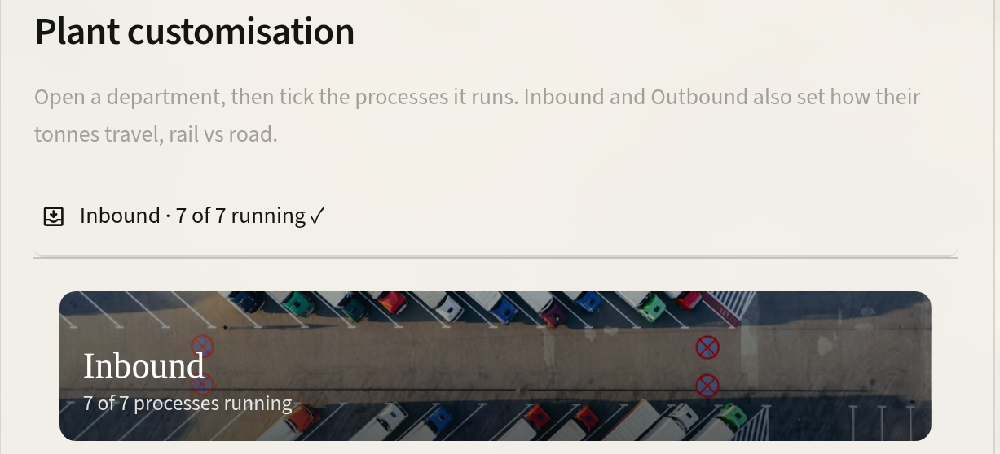 Plant customisation
Open a department, then tick the processes it runs. Inbound and Outbound also set how their
tonnes travel, rail vs road.
Inbound · 7 of 7 running ✓
Inbound
7 of 7 processes running